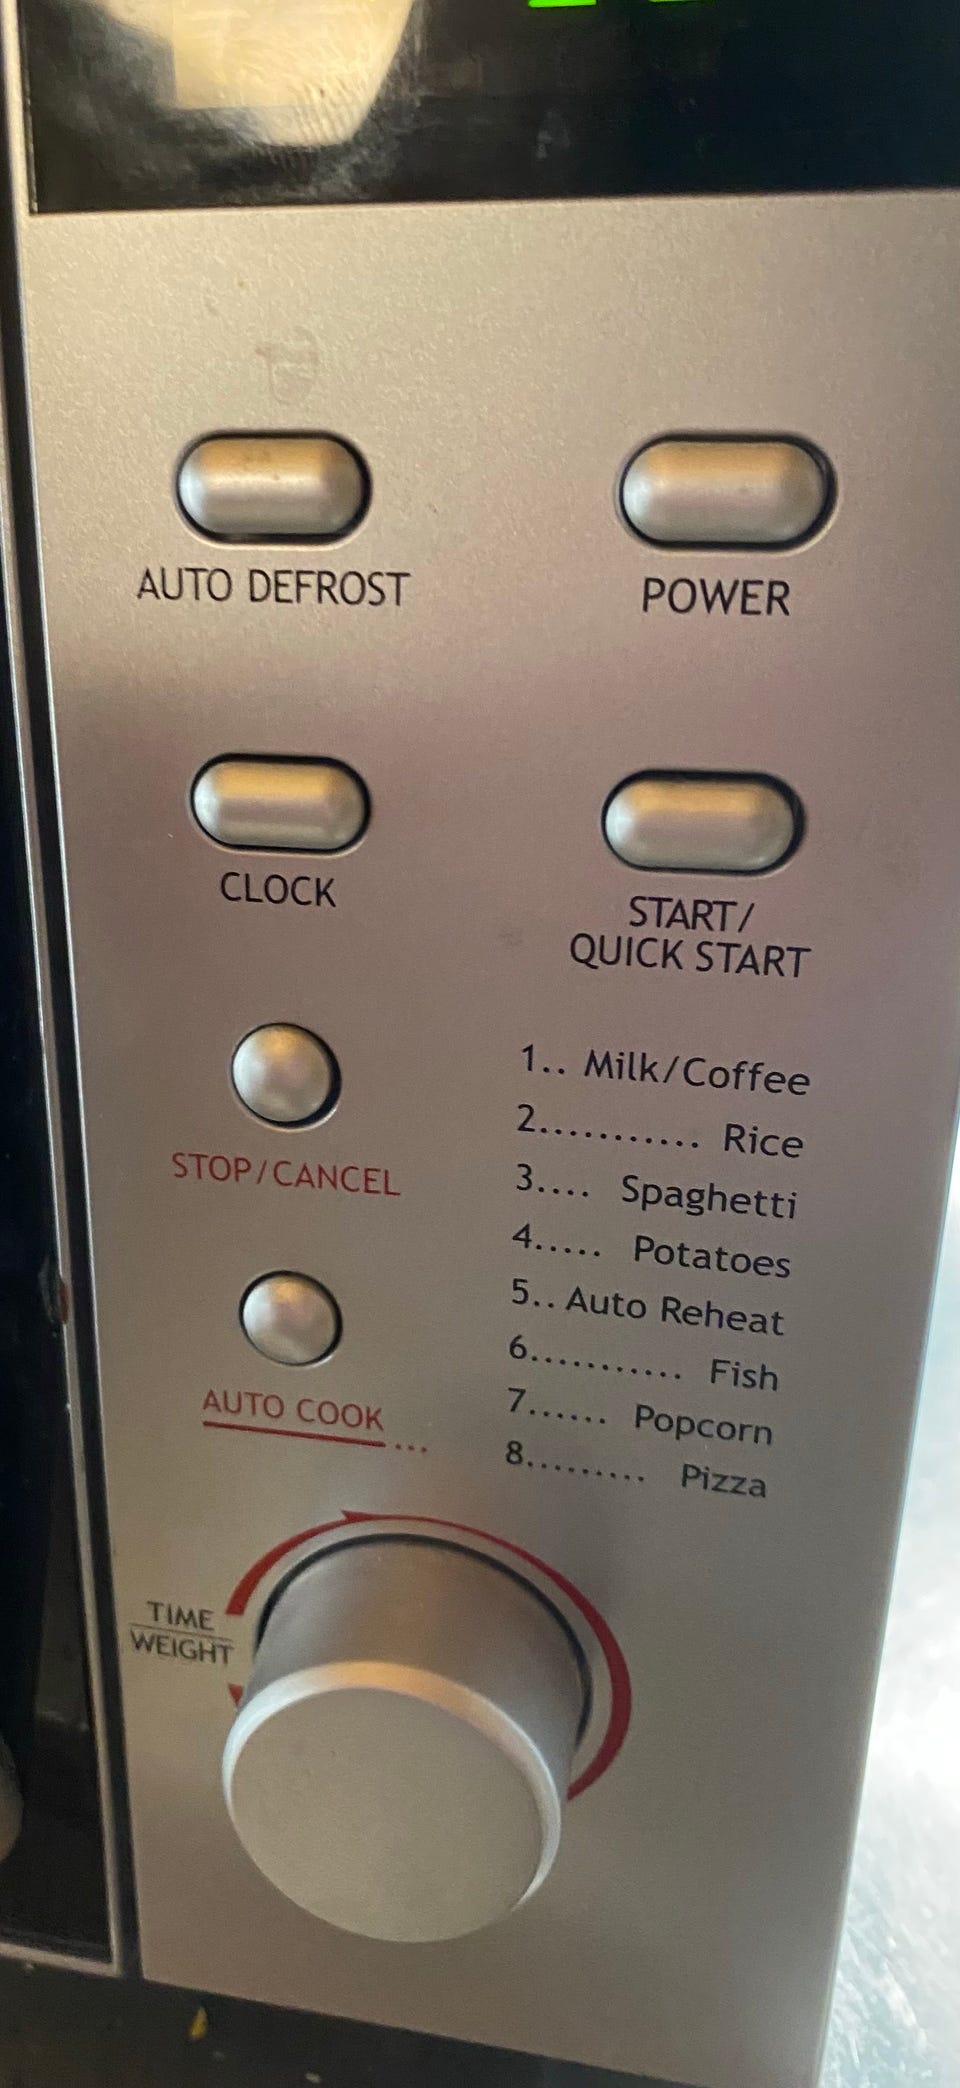 AUTO DEFROST
POWER
CLOCK
START/
QUICK START
STOP/CANCEL
1.. Milk/Coffee
2........... Rice
3.... Spaghetti
4..... Potatoes
5.. Auto Reheat
6........... Fish
7...... Popcorn
8......... Pizza
AUTO COOK...
TIME
WEIGHT